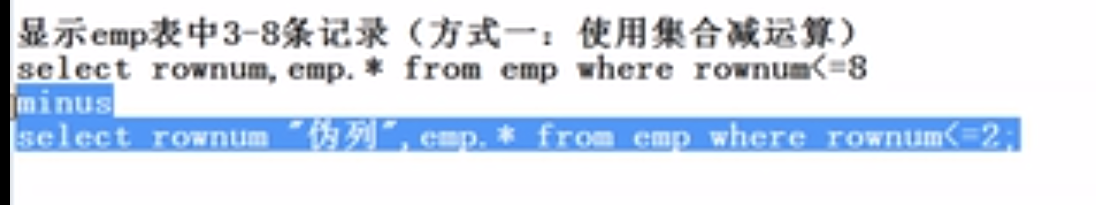 显示emp表中3-8条记录（方式一：使用集合减运算）
select rownum,emp.* from emp where rownum<=8
minus
select rownum "伪列",emp.* from emp where rownum<=2;